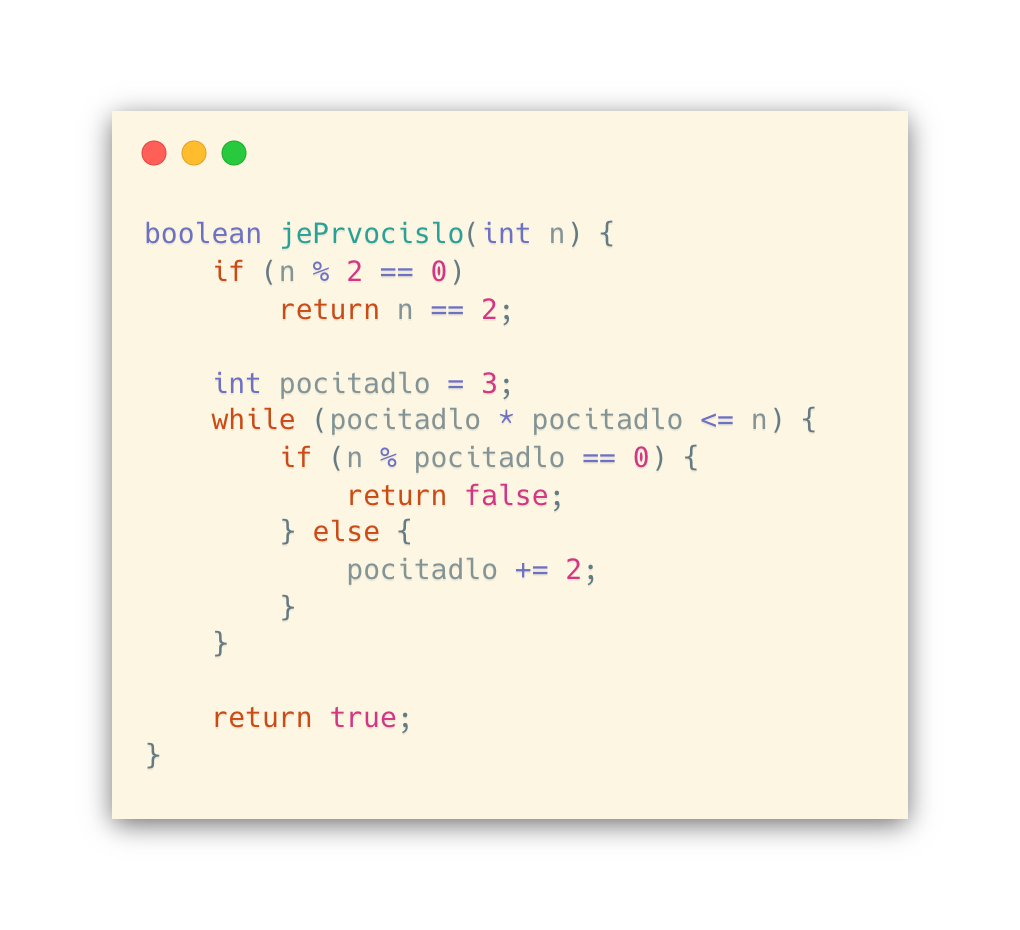 boolean jePrvocislo(int n) {
    if (n % 2 == 0)
        return n == 2;

    int pocitadlo = 3;
    while (pocitadlo * pocitadlo <= n) {
        if (n % pocitadlo == 0) {
            return false;
        } else {
            pocitadlo += 2;
        }
    }

    return true;
}